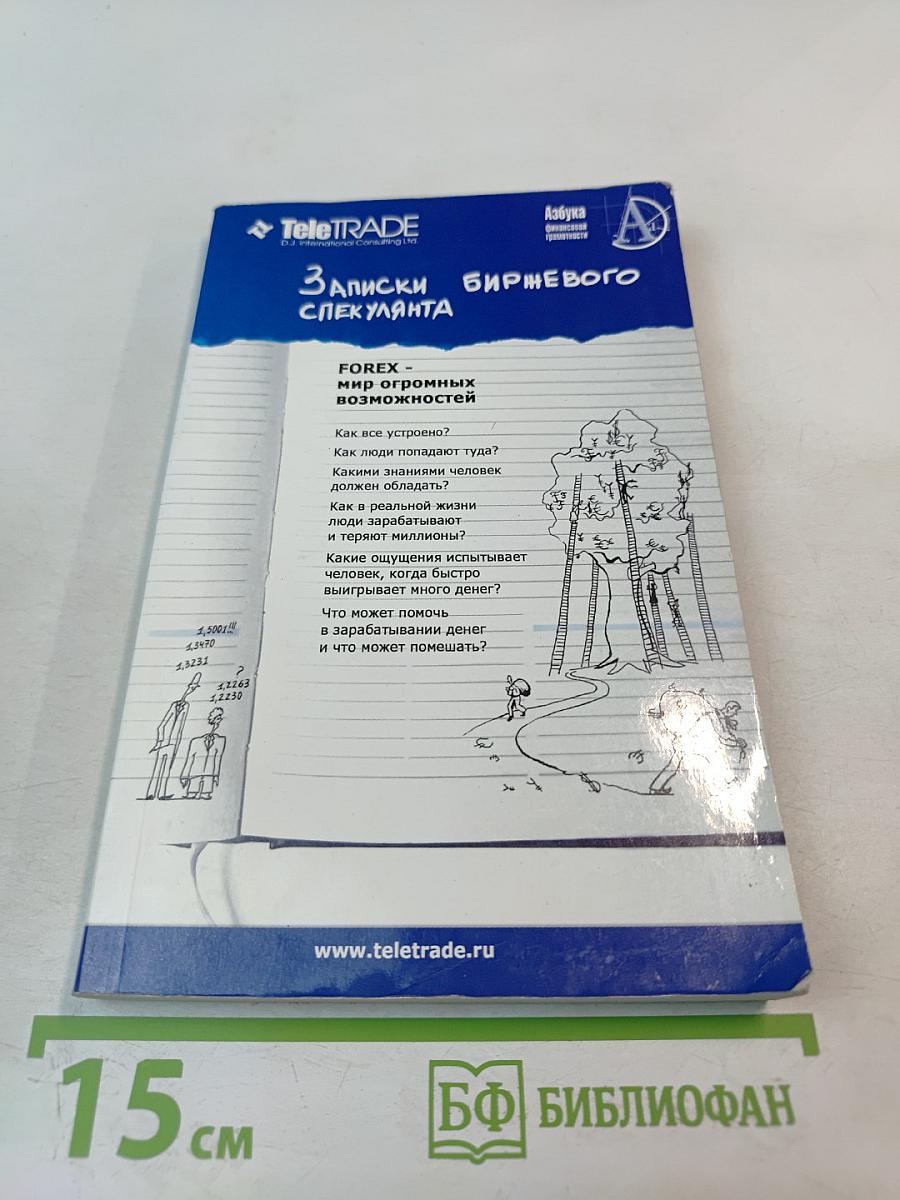 TeleTRADE
D.J. International Consulting Ltd.
Азбука
финансовой
грамотности
А
Записки биржевого
спекулянта
FOREX –
мир огромных
возможностей
Как все устроено?
Как люди попадают туда?
Какими знаниями человек
должен обладать?
Как в реальной жизни
люди зарабатывают
и теряют миллионы?
Какие ощущения испытывает
человек, когда быстро
выигрывает много денег?
Что может помочь
в зарабатывании денег
и что может помешать?
1,5001!!!
1,3470
1,3231
?
1,2263
1,2230
www.teletrade.ru
15 см
БФ БИБЛИОФАН